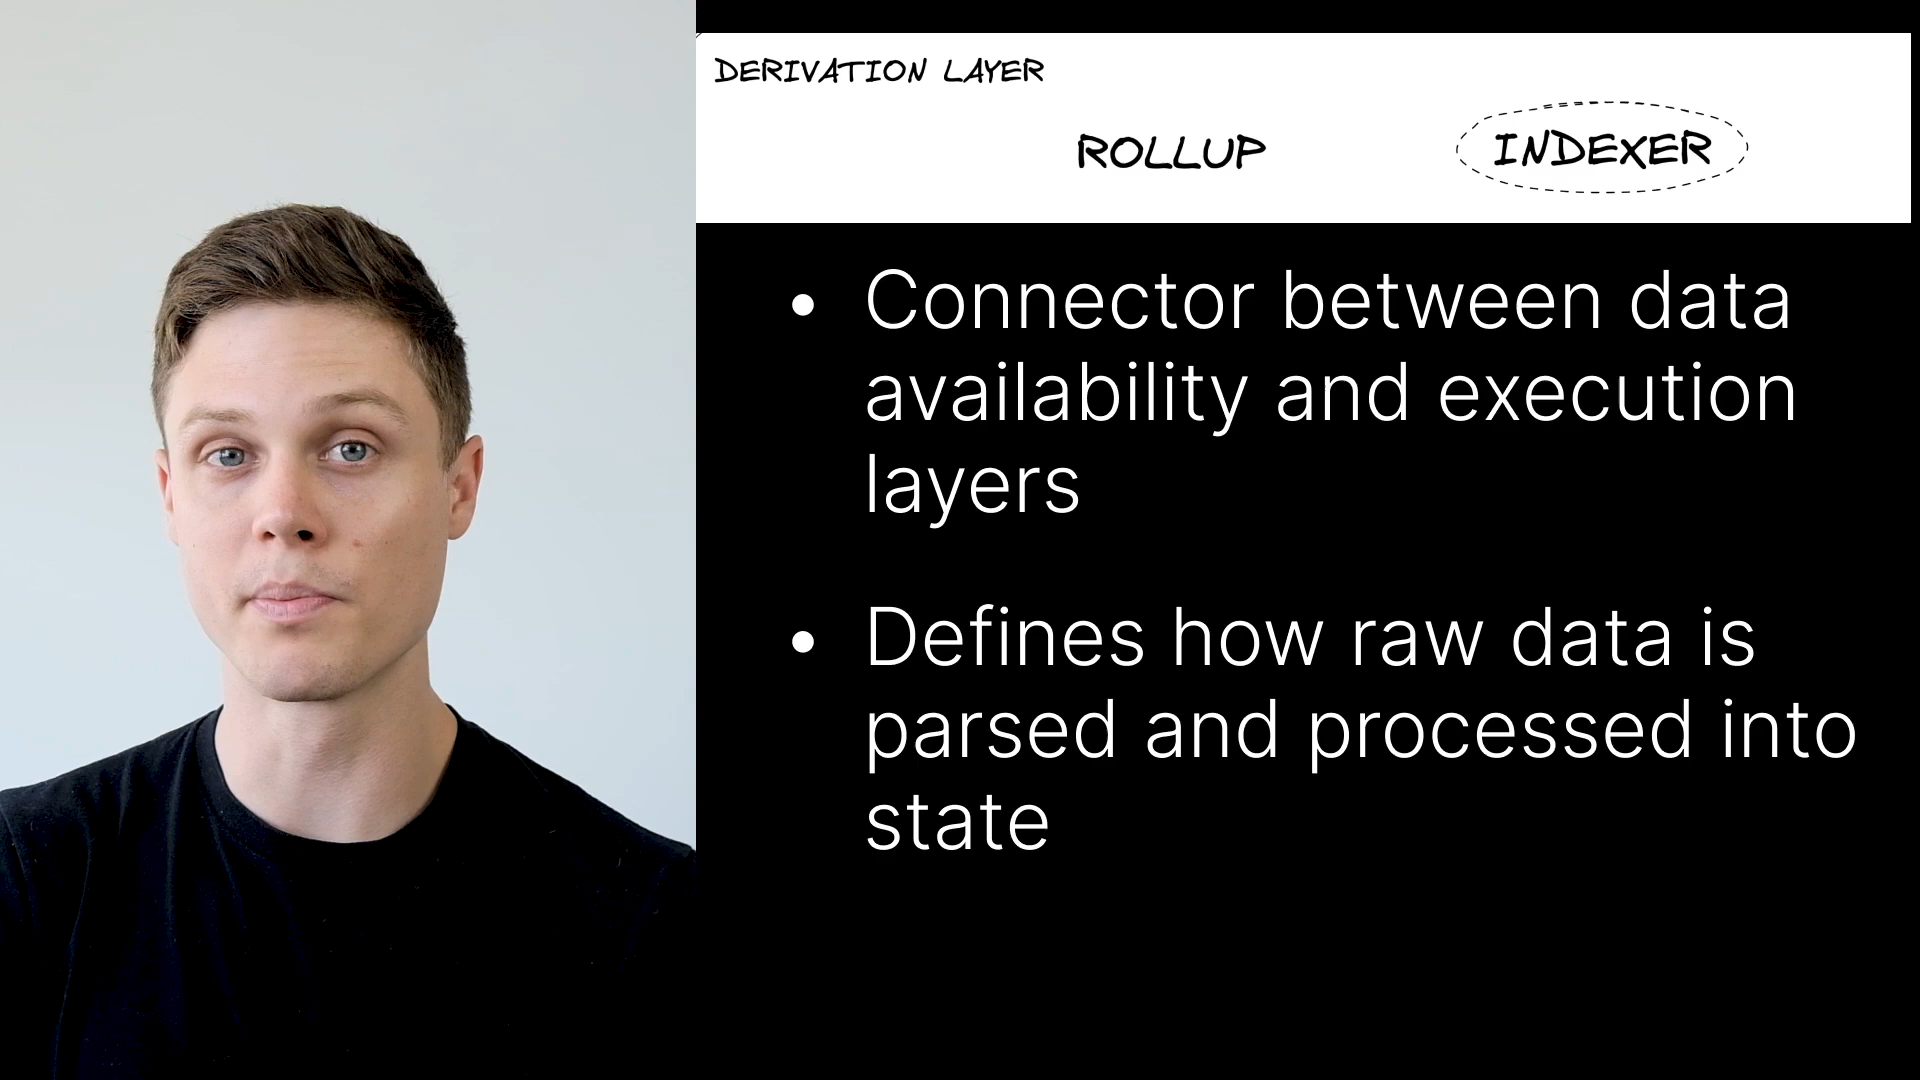 DERIVATION LAYER
ROLLUP INDEXER
• Connector between data
availability and execution
layers
• Defines how raw data is
parsed and processed into
state